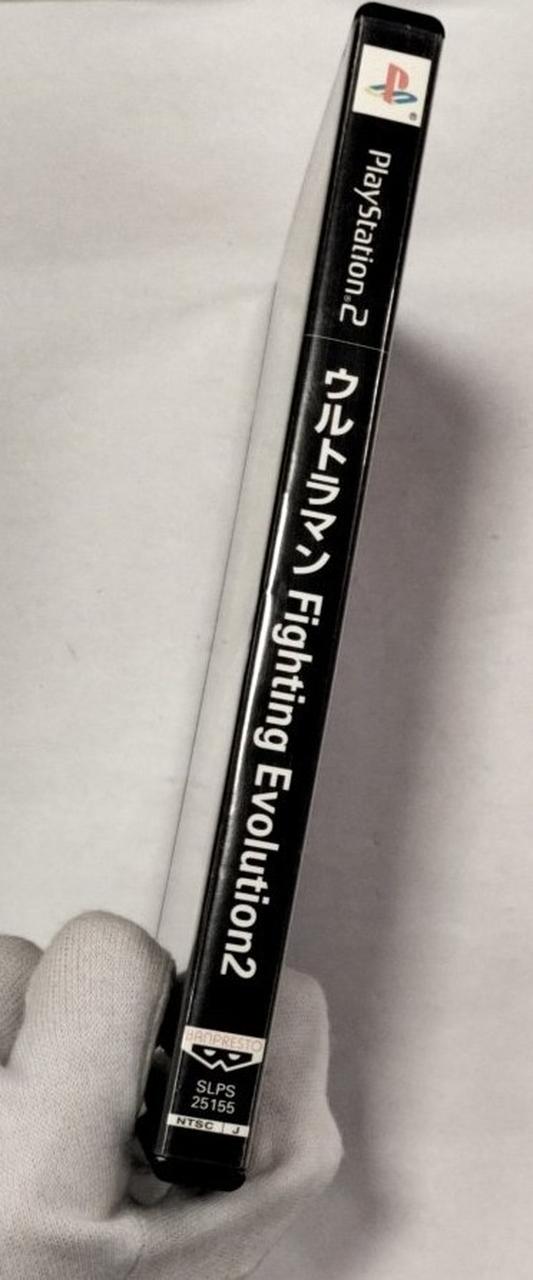 ®
PlayStation®2
ウルトラマン Fighting Evolution2
BANPRESTO
SLPS
25155
NTSC J